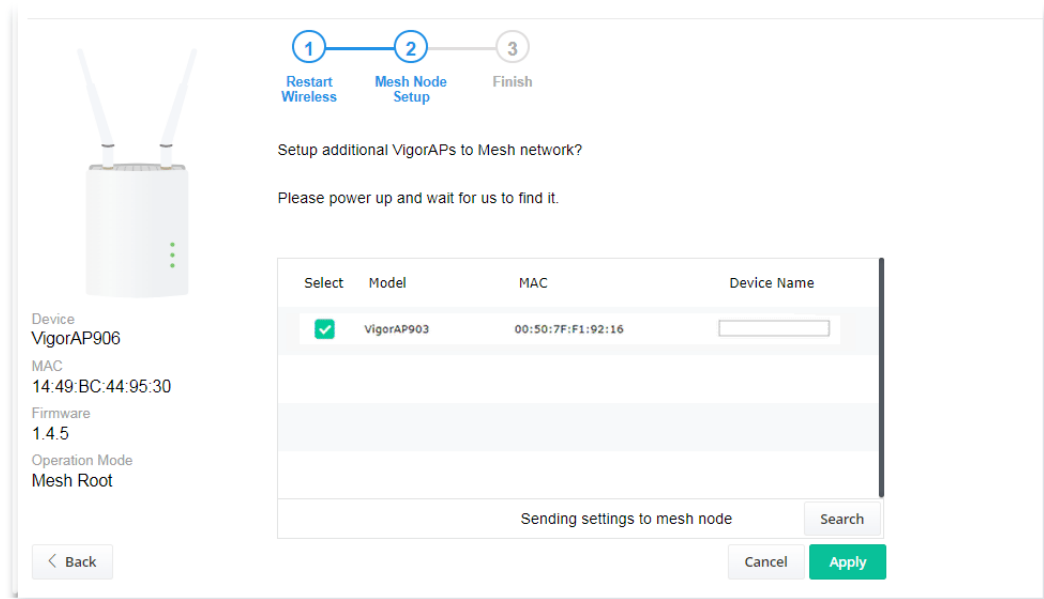 1
2
3
Restart
Wireless
Mesh Node
Setup
Finish
Setup additional VigorAPs to Mesh network?
Please power up and wait for us to find it.
Select Model MAC Device Name
VigorAP903 00:50:7F:F1:92:16
Sending settings to mesh node Search
Device
VigorAP906
MAC
14:49:BC:44:95:30
Firmware
1.4.5
Operation Mode
Mesh Root
Back Cancel Apply